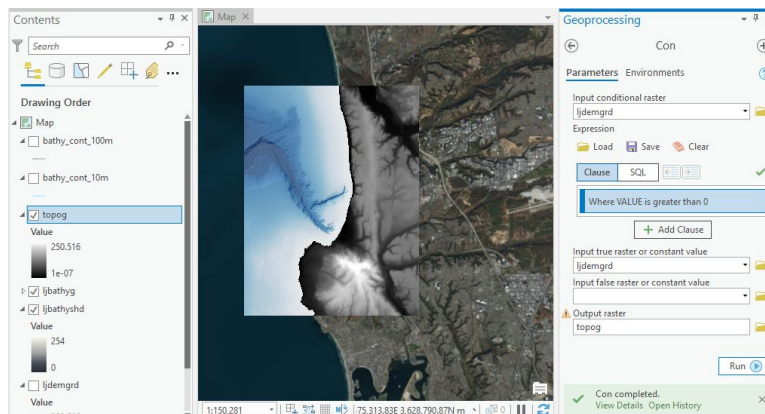 Contents
Search
Drawing Order
Map
bathy_cont_100m
bathy_cont_10m
topog
Value
250.516
1e-07
ljbathyg
ljbathyshd
Value
254
0
ljdemgrd
Value
Map
1:150,281
75,313.83E 3,628,790.87N m
0
Geoprocessing
Con
Parameters Environments
Input conditional raster
ljdemgrd
Expression
Load Save Clear
Clause SQL
Where VALUE is greater than 0
Add Clause
Input true raster or constant value
ljdemgrd
Input false raster or constant value
Output raster
topog
Run
Con completed.
View Details Open History